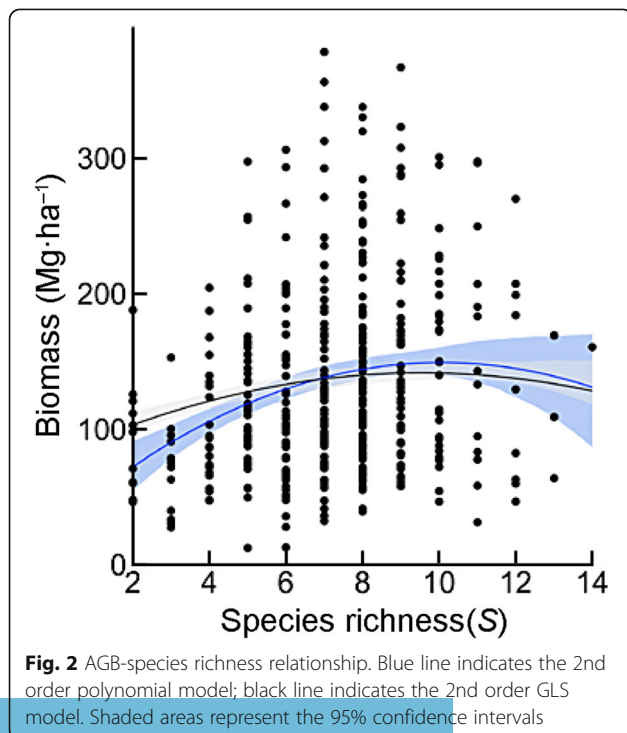 300
200
100
0
Biomass (Mg·ha⁻¹)
2 4 6 8 10 12 14
Species richness(S)
Fig. 2 AGB-species richness relationship. Blue line indicates the 2nd
order polynomial model; black line indicates the 2nd order GLS
model. Shaded areas represent the 95% confidence intervals